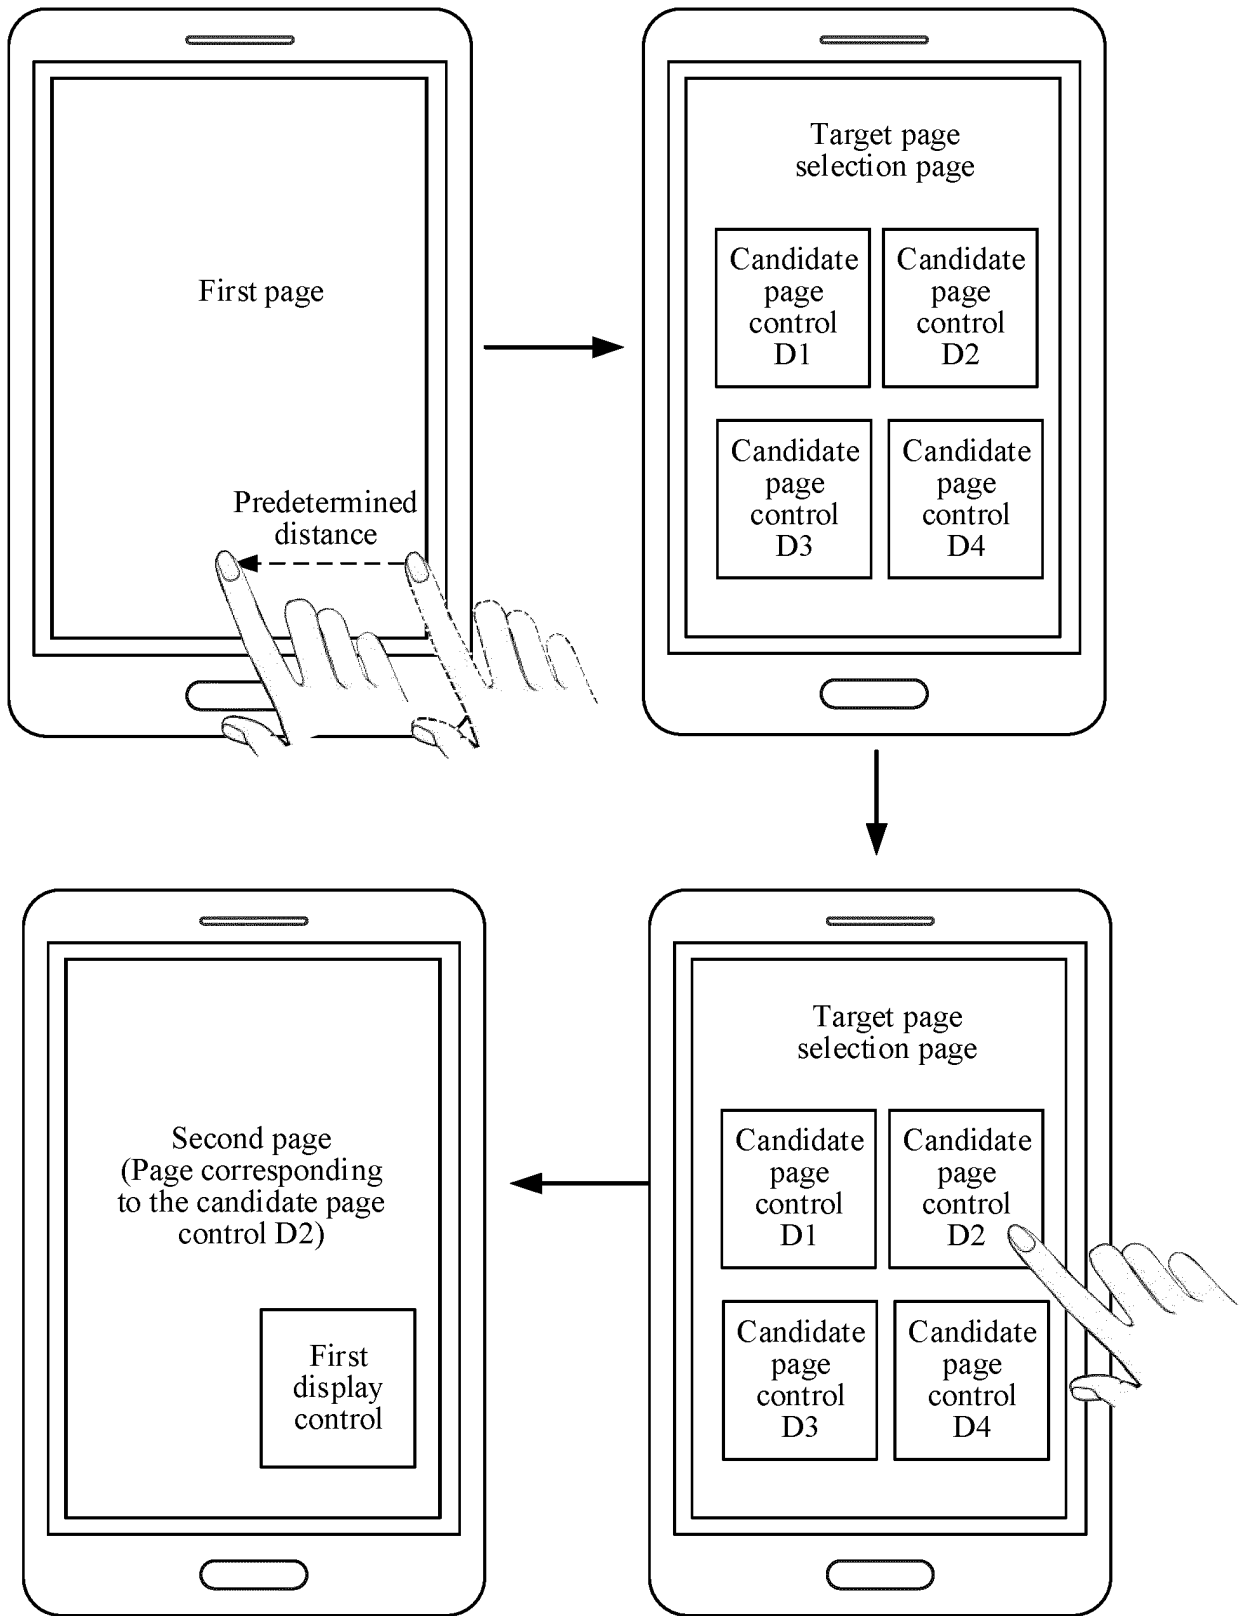 First page
Predetermined
distance
Target page
selection page
Candidate
page
control
D1
Candidate
page
control
D2
Candidate
page
control
D3
Candidate
page
control
D4
Target page
selection page
Candidate
page
control
D1
Candidate
page
control
D2
Candidate
page
control
D3
Candidate
page
control
D4
Second page
(Page corresponding
to the candidate page
control D2)
First
display
control